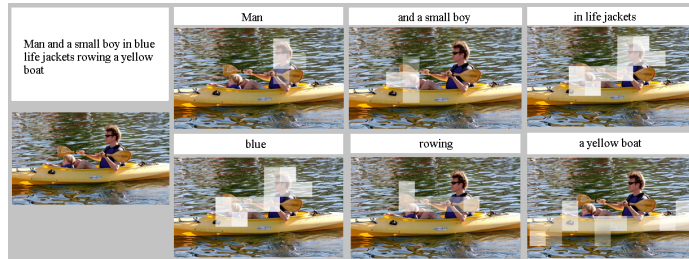 Man and a small boy in blue
life jackets rowing a yellow
boat
Man
and a small boy
in life jackets
blue
rowing
a yellow boat